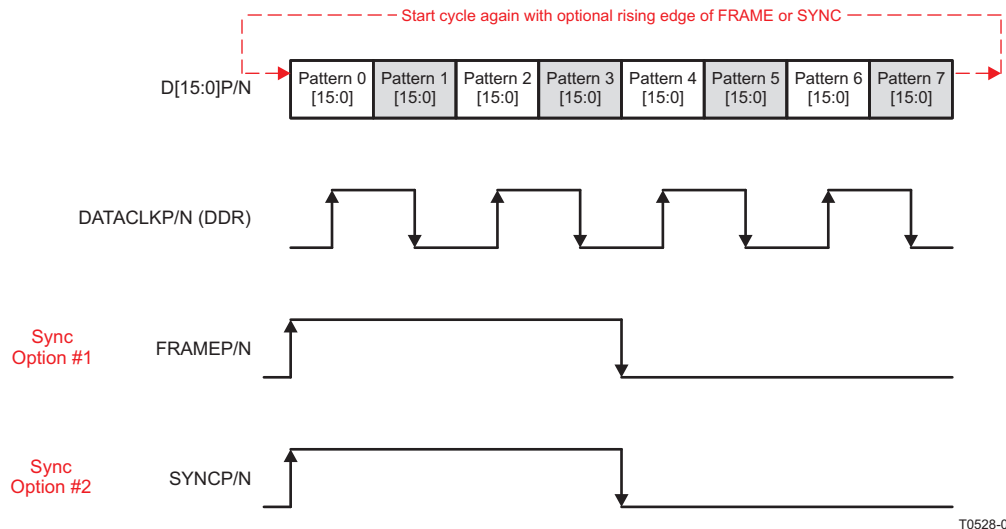 Start cycle again with optional rising edge of FRAME or SYNC
D[15:0]P/N
Pattern 0 Pattern 1 Pattern 2 Pattern 3 Pattern 4 Pattern 5 Pattern 6 Pattern 7
[15:0] [15:0] [15:0] [15:0] [15:0] [15:0] [15:0] [15:0]
DATACLKP/N (DDR)
Sync
Option #1
FRAMEP/N
Sync
Option #2
SYNCP/N